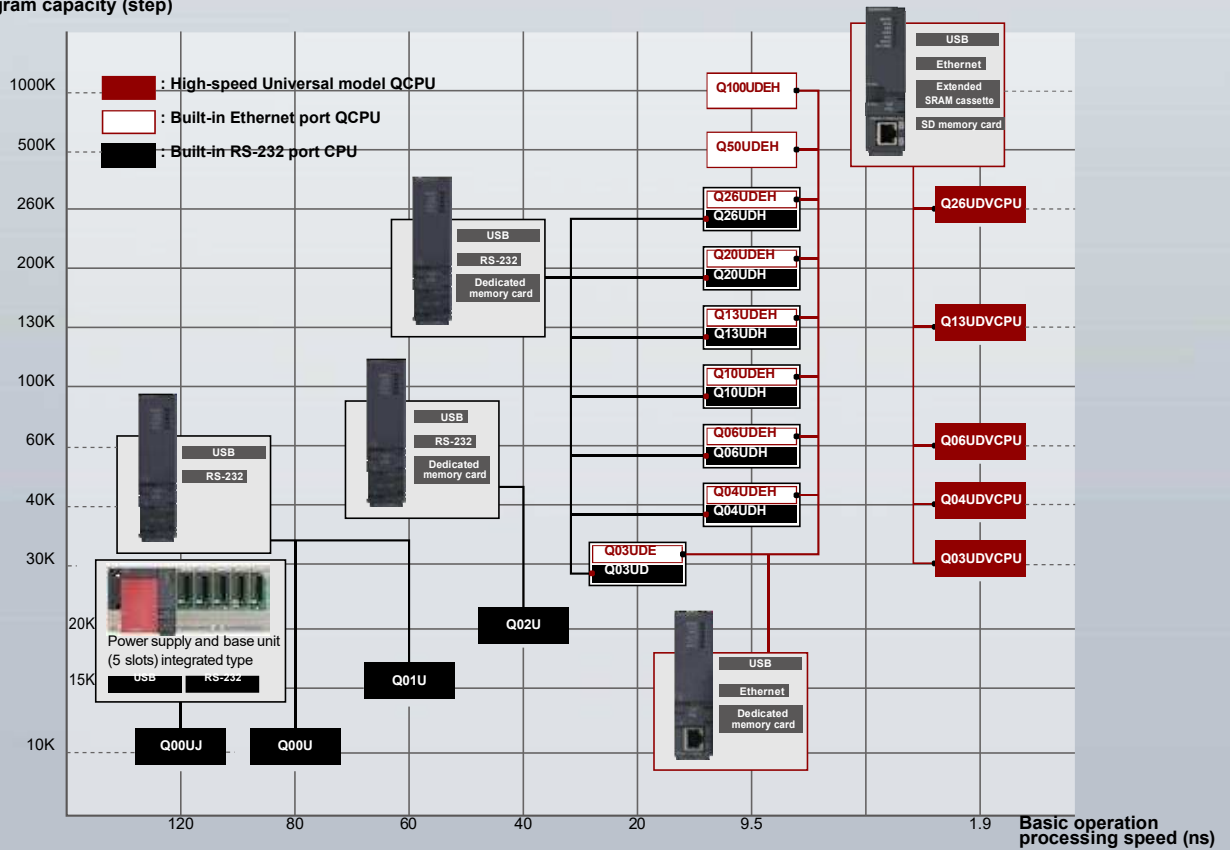 gram capacity (step)
1000K
500K
260K
200K
130K
100K
60K
40K
30K
20K
15K
10K
: High-speed Universal model QCPU
: Built-in Ethernet port QCPU
: Built-in RS-232 port CPU
USB
Ethernet
Extended
SRAM cassette
SD memory card
Q100UDEH
Q50UDEH
Q26UDEH
Q26UDH
Q26UDVCPU
USB
RS-232
Dedicated
memory card
Q20UDEH
Q20UDH
Q13UDEH
Q13UDH
Q13UDVCPU
Q10UDEH
Q10UDH
USB
RS-232
Dedicated
memory card
Q06UDEH
Q06UDH
Q06UDVCPU
USB
RS-232
Q04UDEH
Q04UDH
Q04UDVCPU
Q03UDE
Q03UD
Q03UDVCPU
Power supply and base unit
(5 slots) integrated type
USB RS-232
Q02U
Q01U
Q00UJ
Q00U
USB
Ethernet
Dedicated
memory card
120 80 60 40 20 9.5 1.9
Basic operation
processing speed (ns)